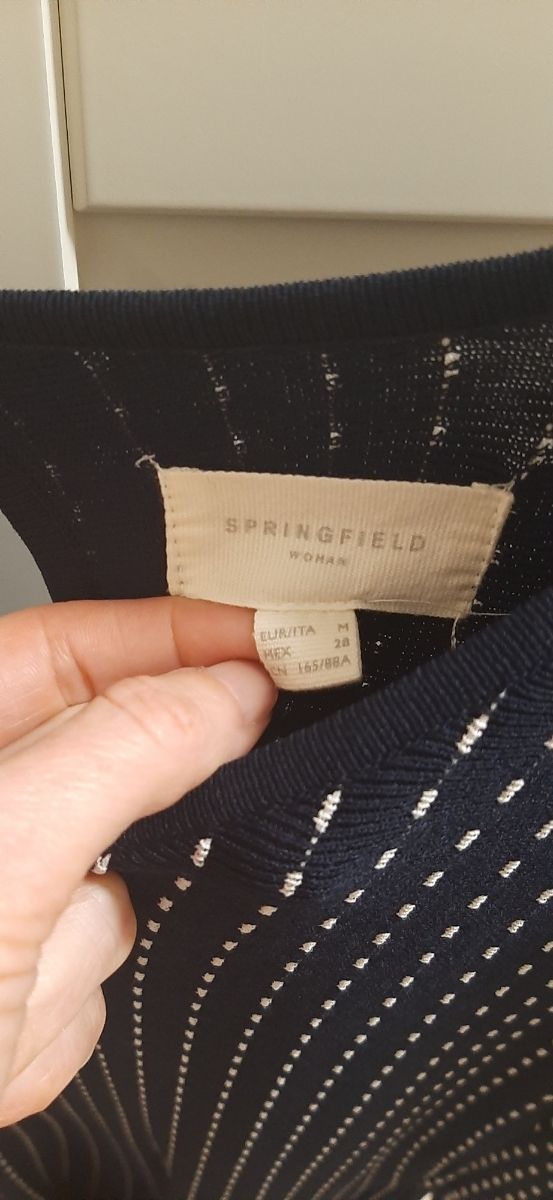 SPRINGFIELD
WOMAN
EUR/ITA M
MEX 28
CN 165/88A